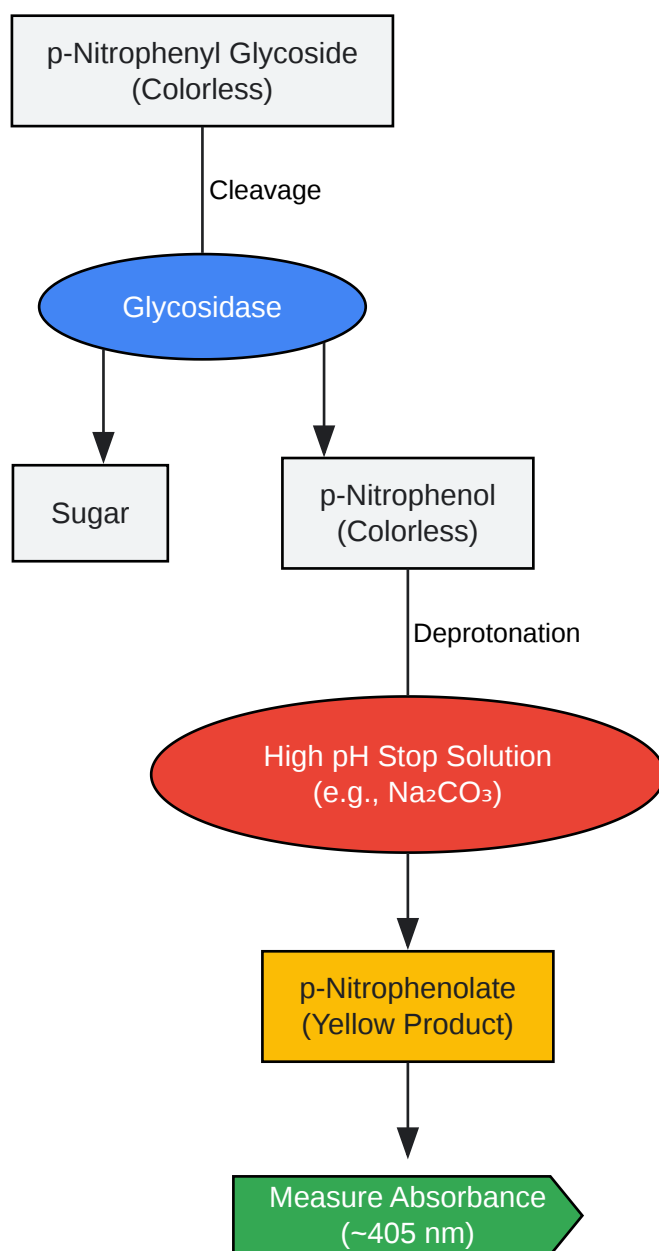 p-Nitrophenyl Glycoside
(Colorless)
Cleavage
Glycosidase
Sugar
p-Nitrophenol
(Colorless)
Deprotonation
High pH Stop Solution
(e.g., Na₂CO₃)
p-Nitrophenolate
(Yellow Product)
Measure Absorbance
(~405 nm)